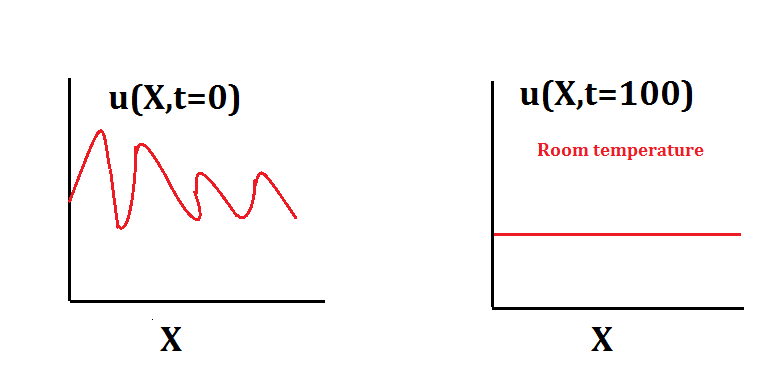 u(X,t=0)
X
u(X,t=100)
Room temperature
X